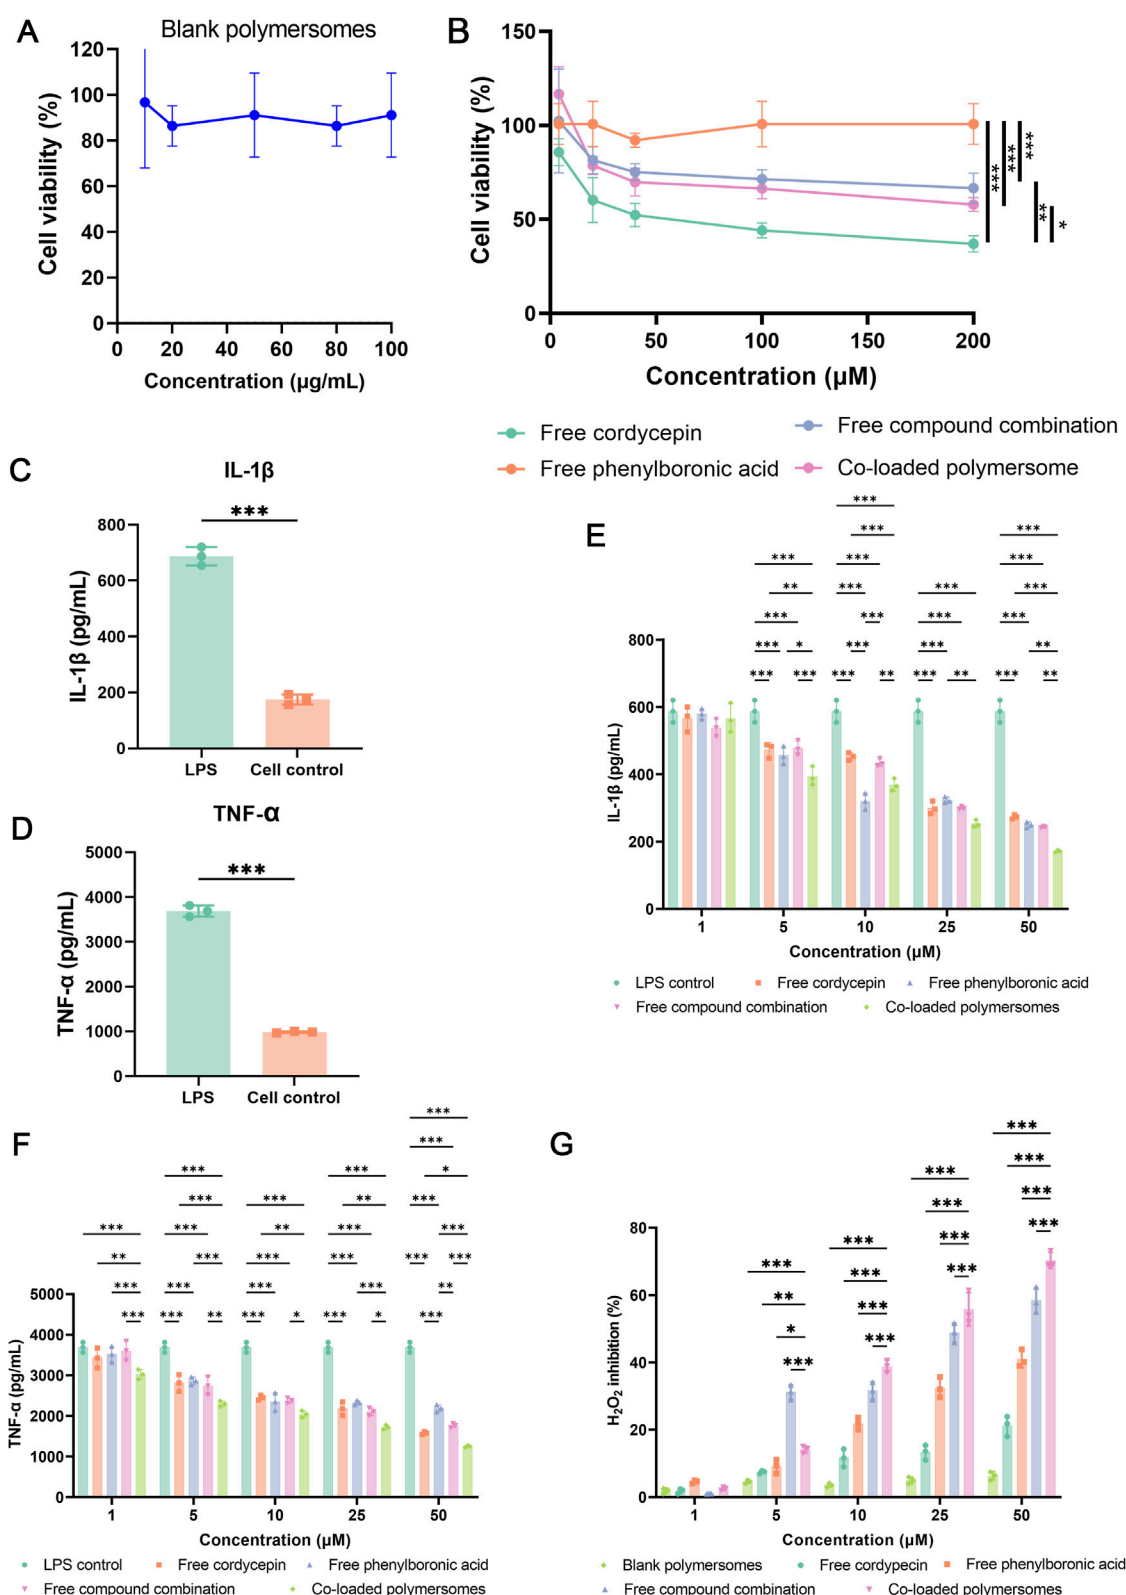 A
Blank polymersomes
120
100
80
60
40
20
0
Cell viability (%)
0 20 40 60 80 100
Concentration (µg/mL)
B
150
100
50
0
Cell viability (%)
0 50 100 150 200
Concentration (µM)
***
***
***
**
*
Free cordycepin
Free compound combination
Free phenylboronic acid
Co-loaded polymersome
C
IL-1β
***
800
600
400
200
0
IL-1β (pg/mL)
LPS Cell control
D
TNF-α
***
5000
4000
3000
2000
1000
0
TNF-α (pg/mL)
LPS Cell control
E
***
***
*** *** ***
** *** *** ***
*** *** *** *** ***
*** * *** *** **
*** *** *** ** *** ** *** **
800
600
400
200
0
IL-1β (pg/mL)
1 5 10 25 50
Concentration (µM)
LPS control Free cordycepin Free phenylboronic acid
Free compound combination Co-loaded polymersomes
F
***
***
*** *** *
*** ** ***
*** *** *** *** ***
** *** *** ** *** *** ***
*** *** *** *** **
*** *** ** *** * *** * ***
5000
4000
3000
2000
1000
0
TNF-α (pg/mL)
1 5 10 25 50
Concentration (µM)
LPS control Free cordycepin Free phenylboronic acid
Free compound combination Co-loaded polymersomes
G
***
*** ***
*** ***
*** *** *** ***
** *** ***
* ***
*** ***
80
60
40
20
0
H2O2 inhibition (%)
1 5 10 25 50
Concentration (µM)
Blank polymersomes Free cordypecin Free phenylboronic acid
Free compound combination Co-loaded polymersomes